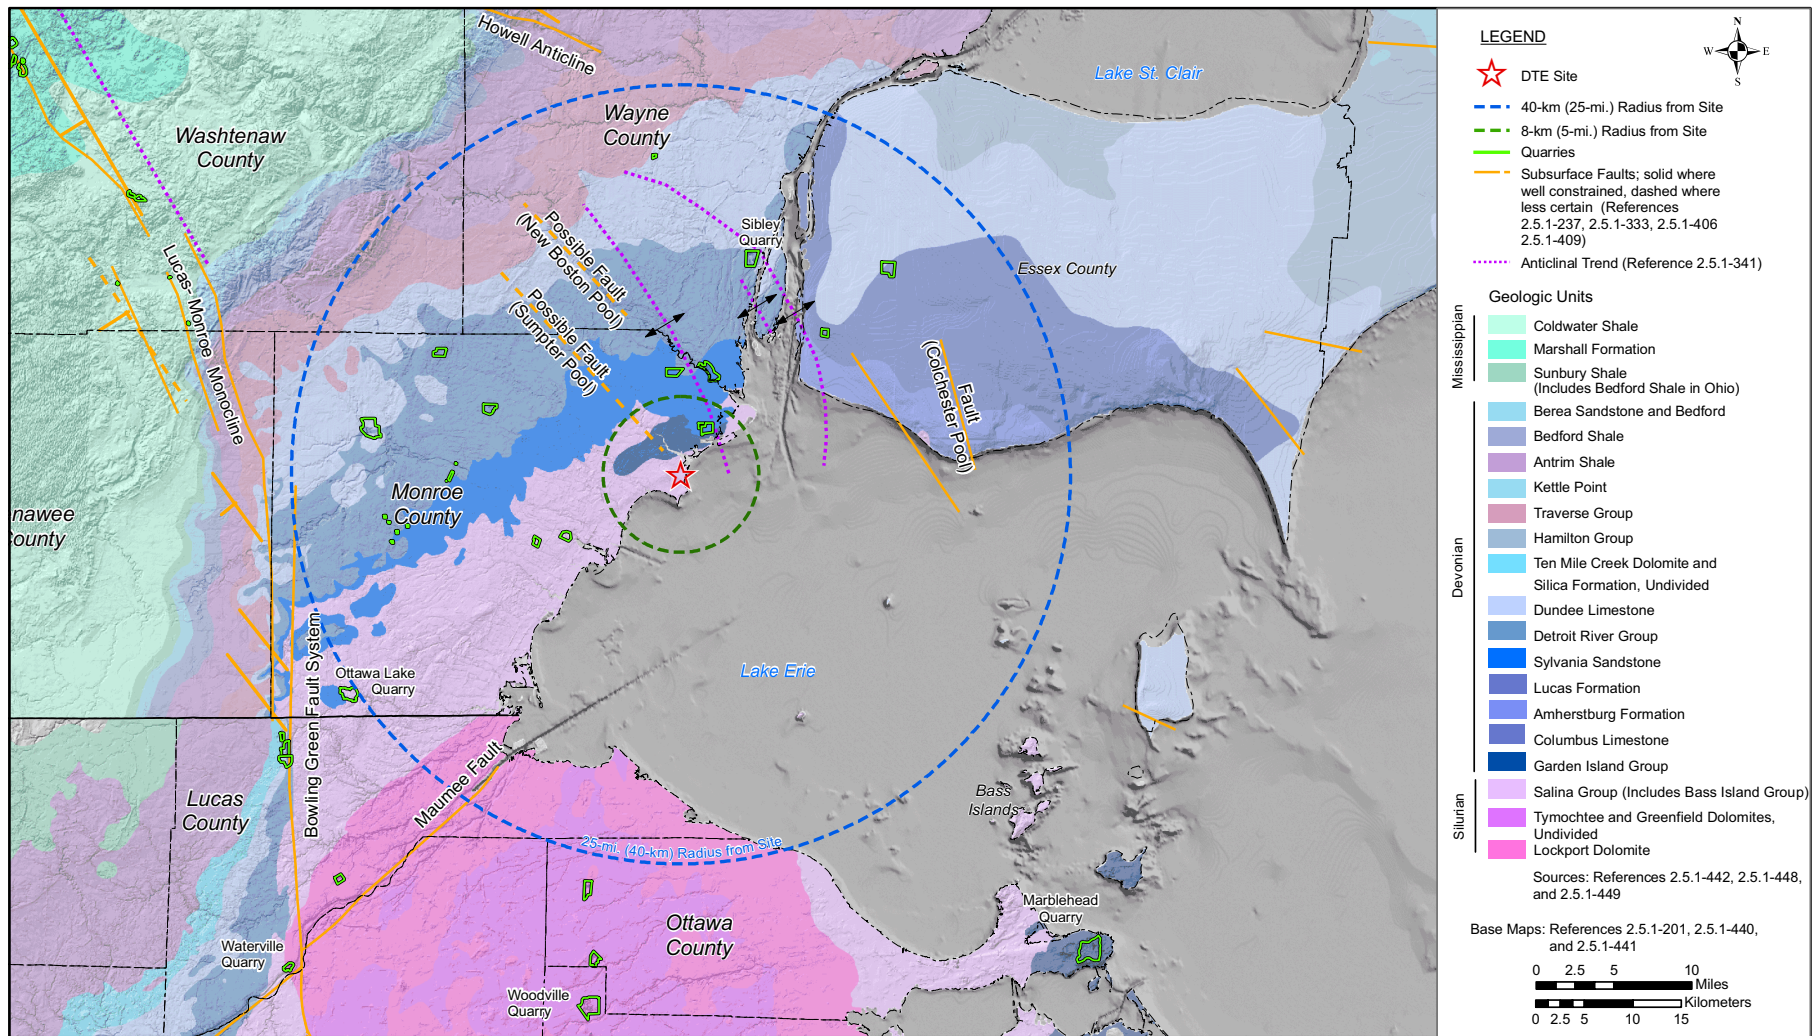 Howell Anticline
Lake St. Clair
Wayne
County
Washtenaw
County
Possible Fault
(New Boston Pool)
Sibley
Quarry
Essex County
Lucas- Monroe Monocline
Possible Fault
(Sumpter Pool)
Fault
(Colchester Pool)
Monroe
County
nawee
ounty
Bowling Green Fault System
Ottawa Lake
Quarry
Lake Erie
Maumee Fault
Lucas
County
Bass
Islands
25-mi. (40-km) Radius from Site
Marblehead
Quarry
Ottawa
County
Waterville
Quarry
Woodville
Quarry
LEGEND
N
W
E
S
DTE Site
40-km (25-mi.) Radius from Site
8-km (5-mi.) Radius from Site
Quarries
Subsurface Faults; solid where
well constrained, dashed where
less certain (References
2.5.1-237, 2.5.1-333, 2.5.1-406
2.5.1-409)
Anticlinal Trend (Reference 2.5.1-341)
Geologic Units
Mississippian
Coldwater Shale
Marshall Formation
Sunbury Shale
(Includes Bedford Shale in Ohio)
Devonian
Berea Sandstone and Bedford
Bedford Shale
Antrim Shale
Kettle Point
Traverse Group
Hamilton Group
Ten Mile Creek Dolomite and
Silica Formation, Undivided
Dundee Limestone
Detroit River Group
Sylvania Sandstone
Lucas Formation
Amherstburg Formation
Columbus Limestone
Garden Island Group
Silurian
Salina Group (Includes Bass Island Group)
Tymochtee and Greenfield Dolomites,
Undivided
Lockport Dolomite
Sources: References 2.5.1-442, 2.5.1-448,
and 2.5.1-449
Base Maps: References 2.5.1-201, 2.5.1-440,
and 2.5.1-441
0 2.5 5 10
Miles
Kilometers
0 2.5 5 10 15